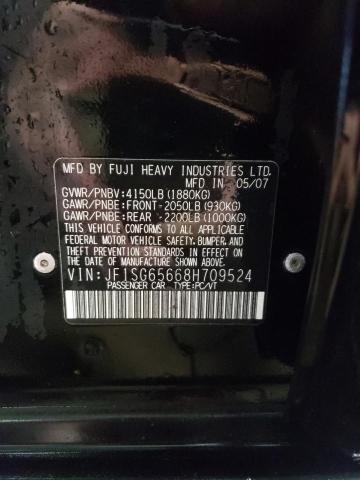 MFD BY FUJI HEAVY INDUSTRIES LTD.
MFD IN 05/07
GVWR/PNBV:4150LB(1880KG)
GAWR/PNBE:FRONT-2050LB(930KG)
GAWR/PNBE:REAR -2200LB(1000KG)
THIS VEHICLE CONFORMS TO ALL
APPLICABLE U.S.FEDERAL AND CANADA
MOTOR VEHICLE SAFETY,BUMPER,AND
THEFT PREVENTION STANDARDS IN
EFFECT ON THE DATE OF
MANUFACTURE SHOWN ABOVE.
VIN:JF1SG65668H709524
PASSENGER CAR TYPE:PC/VT